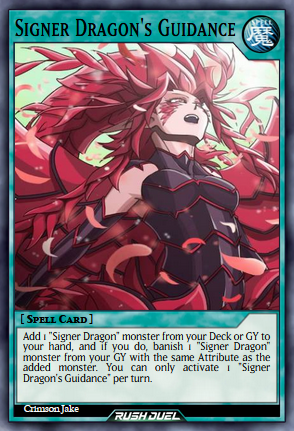 SIGNER DRAGON'S GUIDANCE
魔
[ SPELL CARD ]
Add 1 "Signer Dragon" monster from your Deck or GY to
your hand, and if you do, banish 1 "Signer Dragon"
monster from your GY with the same Attribute as the
added monster. You can only activate 1 "Signer
Dragon's Guidance" per turn.
Crimson Jake
RUSH DUEL